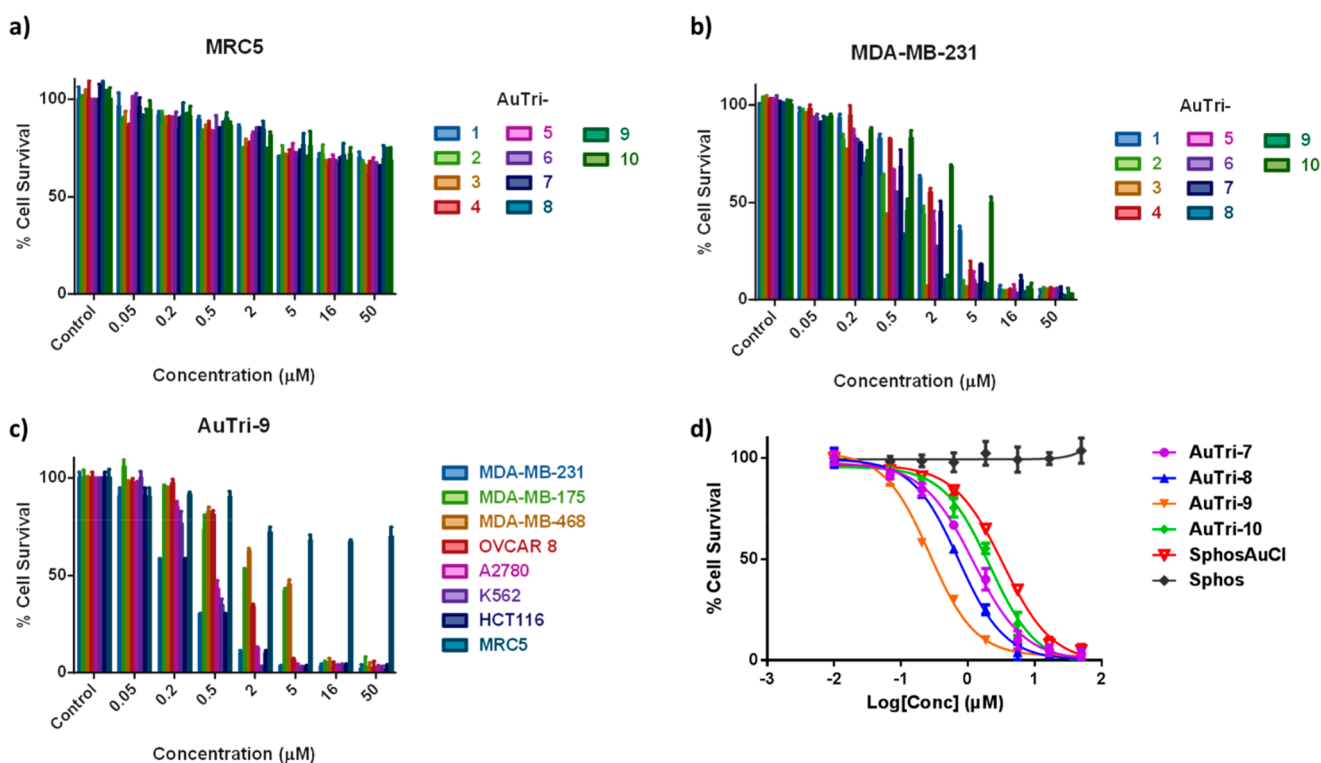 a)
MRC5
% Cell Survival
100
50
0
Control
0.05
0.2
0.5
2
5
16
50
Concentration (µM)
AuTri-
1
2
3
4
5
6
7
8
9
10
b)
MDA-MB-231
% Cell Survival
100
50
0
Control
0.05
0.2
0.5
2
5
16
50
Concentration (µM)
AuTri-
1
2
3
4
5
6
7
8
9
10
c)
AuTri-9
% Cell Survival
100
50
0
Control
0.05
0.2
0.5
2
5
16
50
Concentration (µM)
MDA-MB-231
MDA-MB-175
MDA-MB-468
OVCAR 8
A2780
K562
HCT116
MRC5
d)
% Cell Survival
100
50
0
-3
-2
-1
0
1
2
Log[Conc] (µM)
AuTri-7
AuTri-8
AuTri-9
AuTri-10
SphosAuCl
Sphos